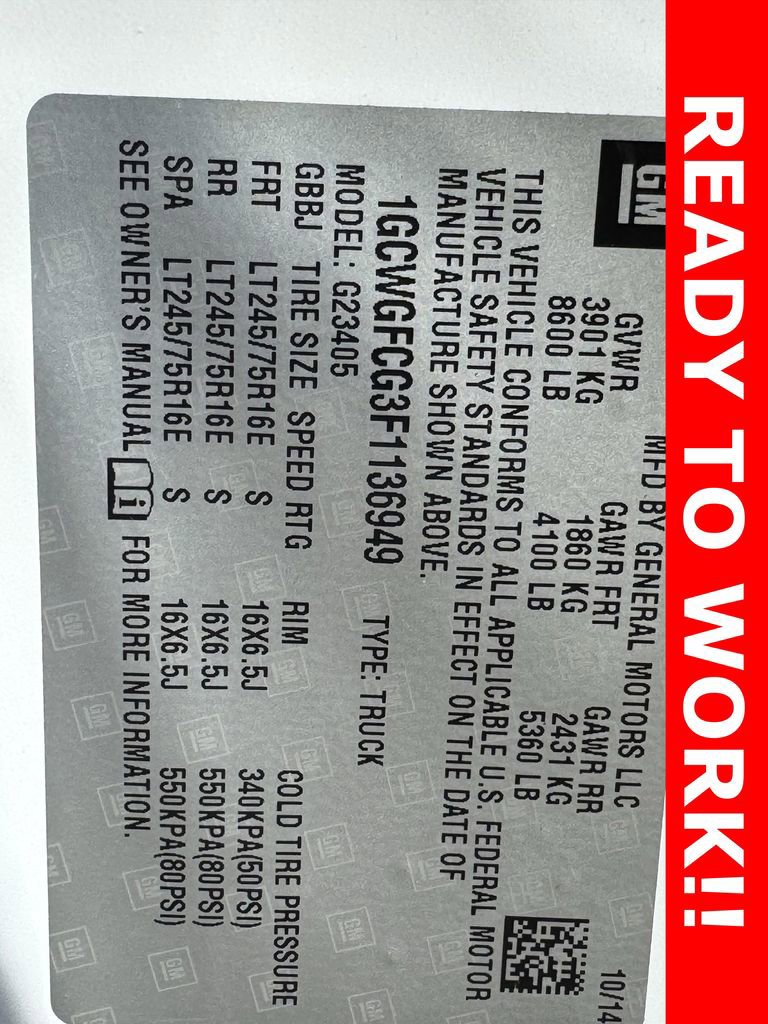 READY TO WORK!!
GM
MFD BY GENERAL MOTORS LLC
10/14
GVWR GAWR FRT GAWR RR
3901 KG 1860 KG 2431 KG
8600 LB 4100 LB 5360 LB
THIS VEHICLE CONFORMS TO ALL APPLICABLE U.S. FEDERAL MOTOR
VEHICLE SAFETY STANDARDS IN EFFECT ON THE DATE OF
MANUFACTURE SHOWN ABOVE.
1GCWGFCG3F1136949 TYPE: TRUCK
MODEL: G23405
GBBJ TIRE SIZE SPEED RTG RIM COLD TIRE PRESSURE
FRT LT245/75R16E S 16X6.5J 340KPA(50PSI)
RR LT245/75R16E S 16X6.5J 550KPA(80PSI)
SPA LT245/75R16E S 16X6.5J 550KPA(80PSI)
SEE OWNER'S MANUAL i FOR MORE INFORMATION.